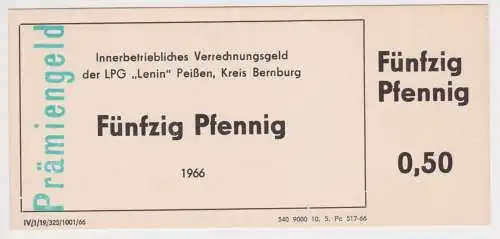 Prämiengeld
Innerbetriebliches Verrechnungsgeld
der LPG „Lenin” Peißen, Kreis Bernburg
Fünfzig Pfennig
1966
Fünfzig
Pfennig
0,50
IV/1/19/325/1001/66
540 9000 10. 5. Pc 517-66